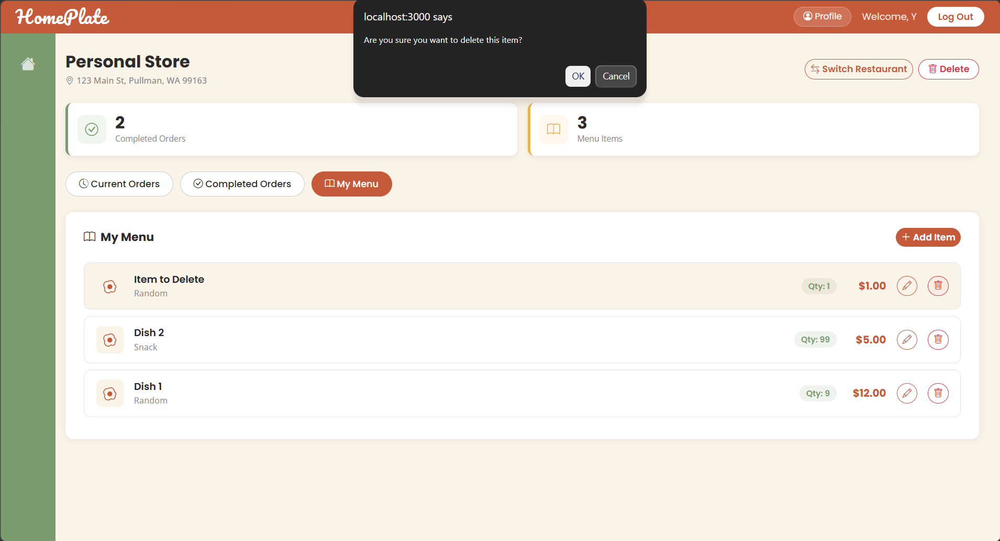 HomePlate
localhost:3000 says
Are you sure you want to delete this item?
OK Cancel
Profile Welcome, Y Log Out
Personal Store
123 Main St, Pullman, WA 99163
Switch Restaurant Delete
2
Completed Orders
3
Menu Items
Current Orders Completed Orders My Menu
My Menu
+ Add Item
Item to Delete
Random
Qty: 1 $1.00
Dish 2
Snack
Qty: 99 $5.00
Dish 1
Random
Qty: 9 $12.00